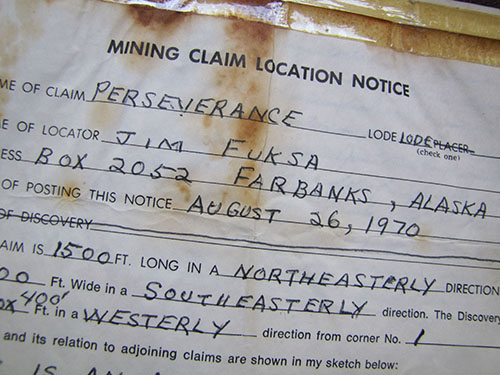 MINING CLAIM LOCATION NOTICE
ME OF CLAIM PERSEVERANCE
LODE LODE PLACER
E OF LOCATOR JIM FUKSA (check one)
ESS BOX 2052 FARBANKS, ALASKA
OF POSTING THIS NOTICE AUGUST 26, 1970
OF DISCOVERY
AIM IS 1500 FT. LONG IN A NORTHEASTERLY DIRECTION
00 Ft. Wide in a SOUTHEASTERLY direction. The Discovery
OX 400' Ft. in a WESTERLY direction from corner No. 1
and its relation to adjoining claims are shown in my sketch below: